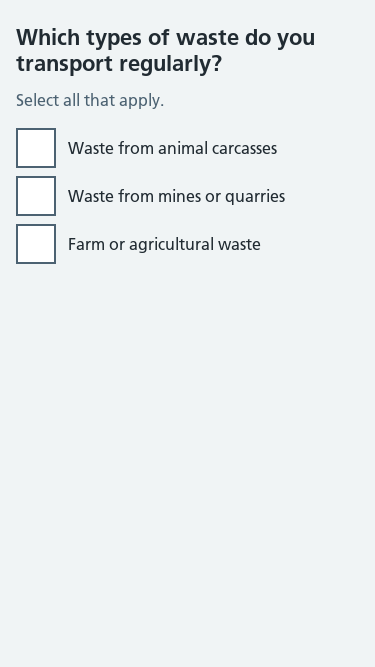 Which types of waste do you
transport regularly?
Select all that apply.
Waste from animal carcasses
Waste from mines or quarries
Farm or agricultural waste